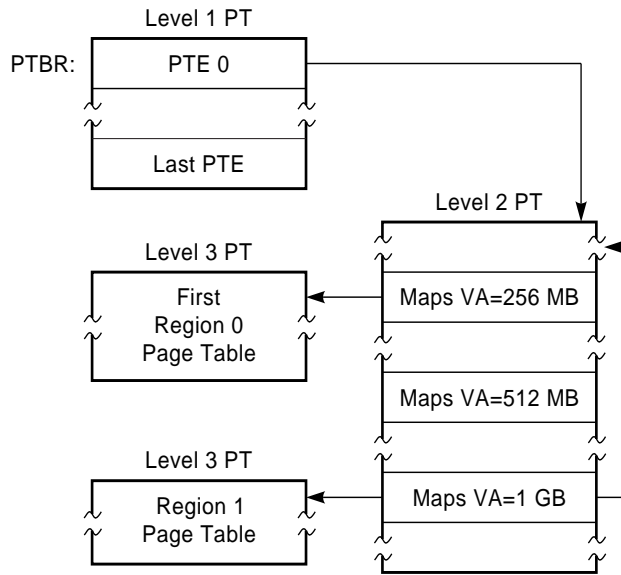 Level 1 PT
PTBR:
PTE 0
Last PTE
Level 2 PT
Level 3 PT
First
Region 0
Page Table
Maps VA=256 MB
Maps VA=512 MB
Level 3 PT
Region 1
Page Table
Maps VA=1 GB